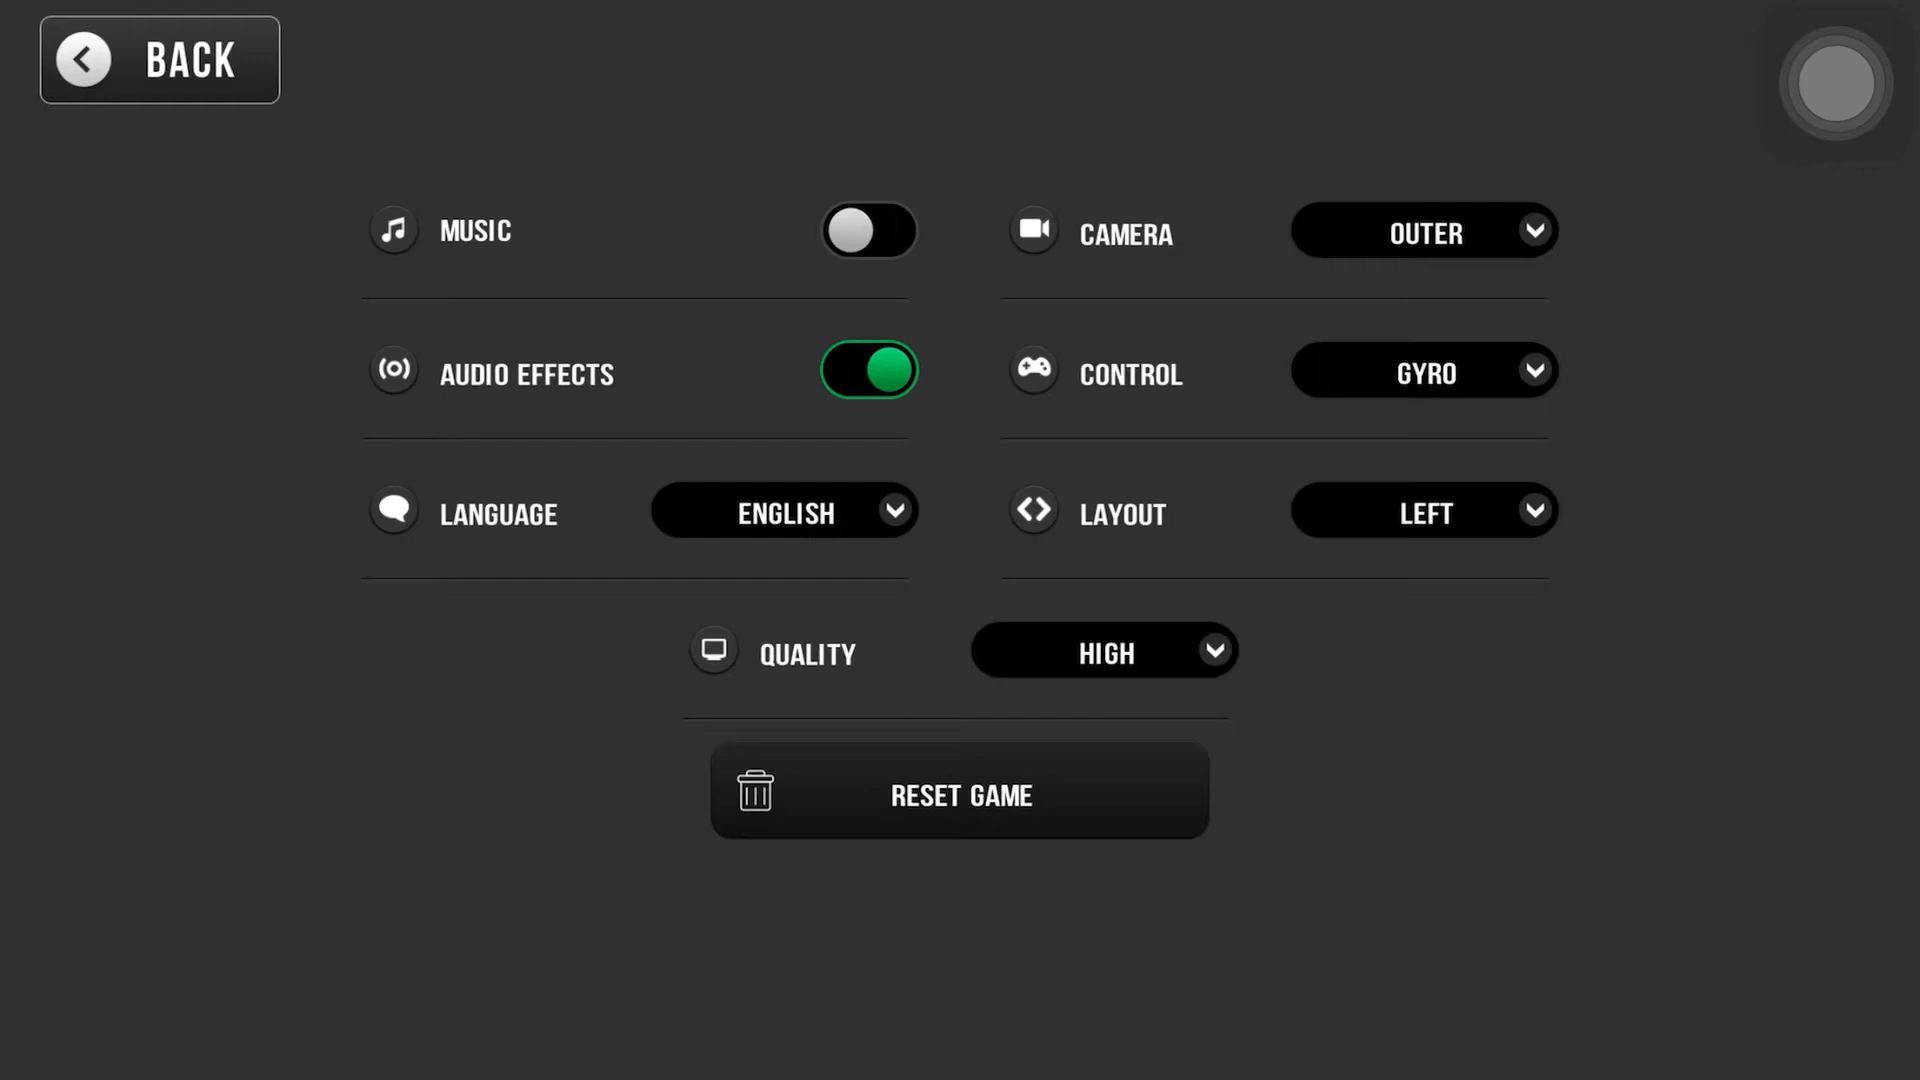 BACK
MUSIC
CAMERA
OUTER
AUDIO EFFECTS
CONTROL
GYRO
LANGUAGE
ENGLISH
LAYOUT
LEFT
QUALITY
HIGH
RESET GAME